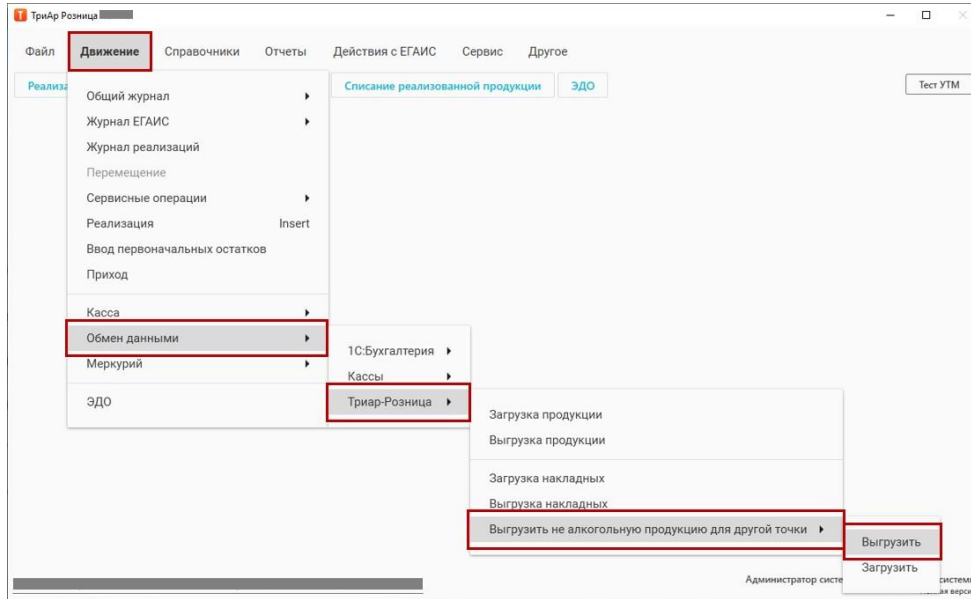 ТриАр Розница
Файл Движение Справочники Отчеты Действия с ЕГАИС Сервис Другое
Списание реализованной продукции ЭДО Тест УТМ
Общий журнал
Журнал ЕГАИС
Журнал реализаций
Перемещение
Сервисные операции
Реализация Insert
Ввод первоначальных остатков
Приход
Касса
Обмен данными
Меркурий
ЭДО
1С:Бухгалтерия
Кассы
Триар-Розница
Загрузка продукции
Выгрузка продукции
Загрузка накладных
Выгрузка накладных
Выгрузить не алкогольную продукцию для другой точки
Выгрузить
Загрузить
Администратор